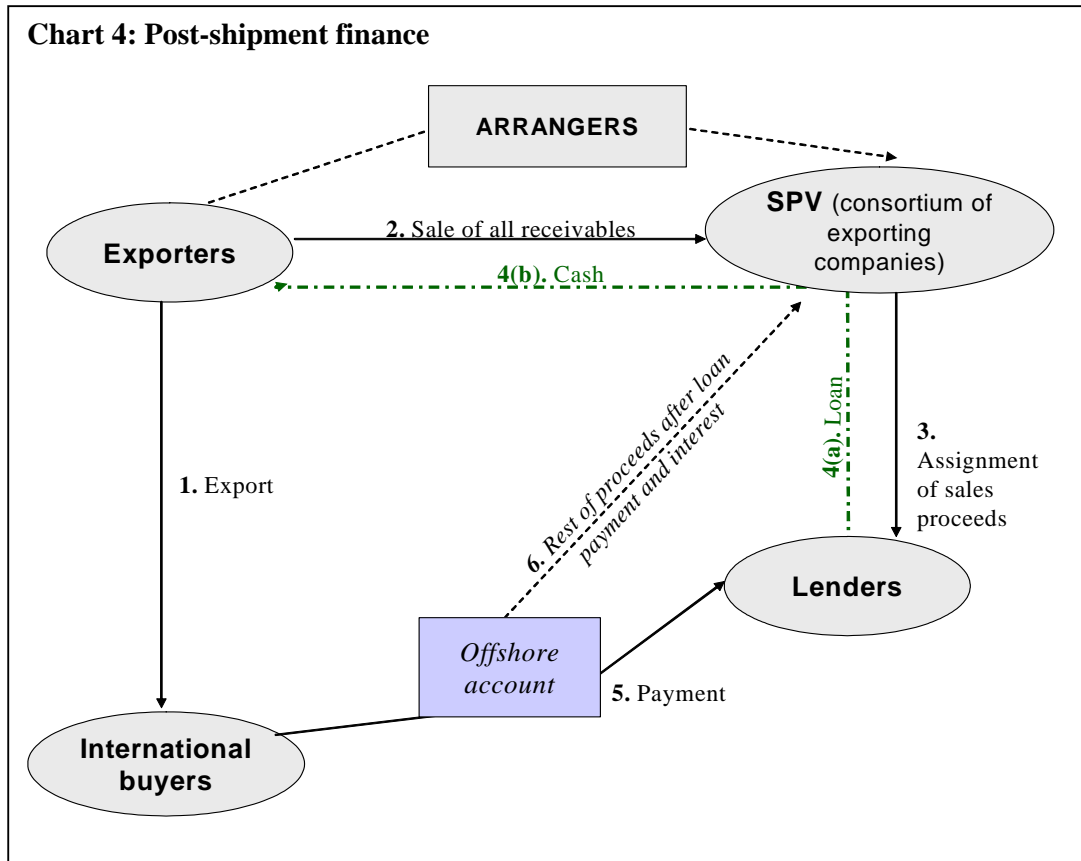 Chart 4: Post-shipment finance
ARRANGERS
SPV (consortium of
exporting
companies)
2. Sale of all receivables
Exporters
4(b). Cash
4(a). Loan
3.
Assignment
of sales
proceeds
1. Export
6. Rest of proceeds after loan
payment and interest
Lenders
Offshore
account
5. Payment
International
buyers